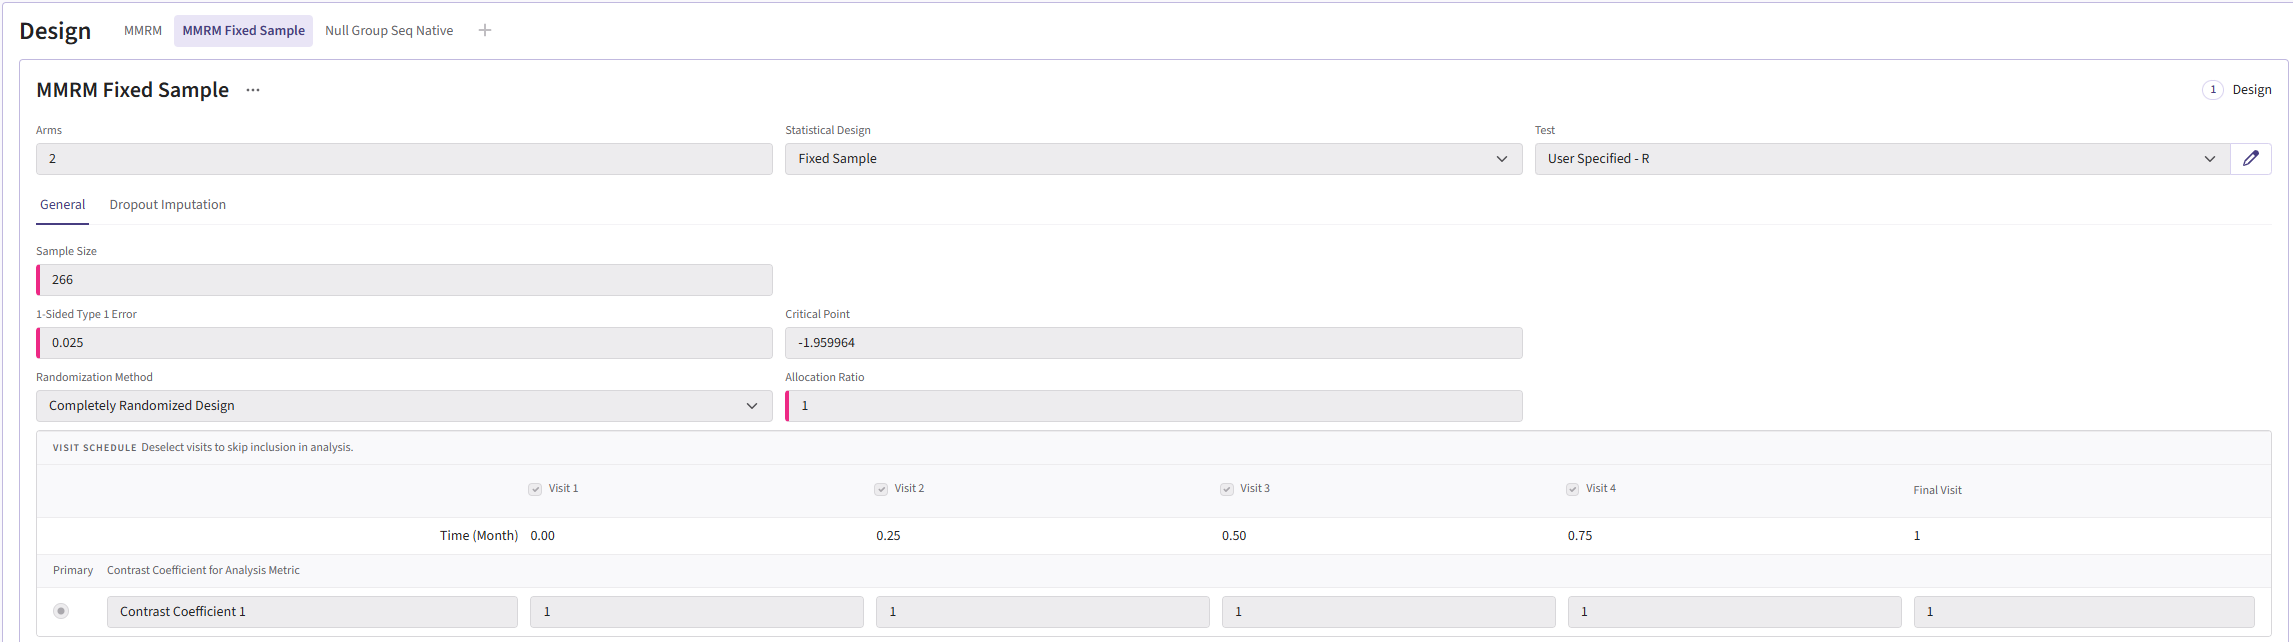 Design MMRM MMRM Fixed Sample Null Group Seq Native +
MMRM Fixed Sample ... 1 Design
Arms Statistical Design Test
2 Fixed Sample User Specified - R
General Dropout Imputation
Sample Size
266
1-Sided Type 1 Error Critical Point
0.025 -1.959964
Randomization Method Allocation Ratio
Completely Randomized Design 1
VISIT SCHEDULE Deselect visits to skip inclusion in analysis.
Visit 1 Visit 2 Visit 3 Visit 4 Final Visit
Time (Month) 0.00 0.25 0.50 0.75 1
Primary Contrast Coefficient for Analysis Metric
Contrast Coefficient 1 1 1 1 1 1